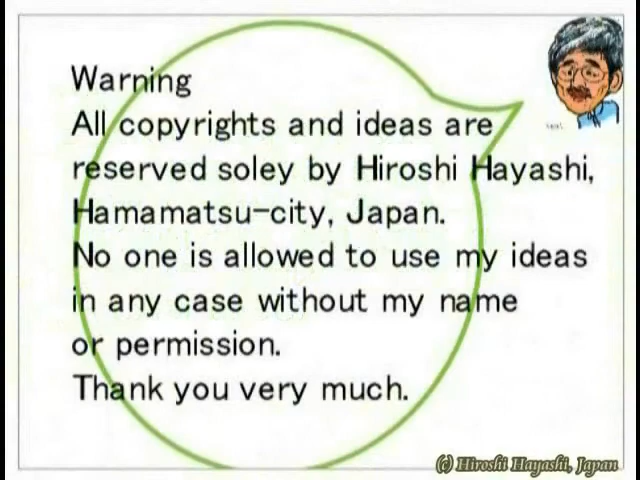 Warning
All copyrights and ideas are
reserved soley by Hiroshi Hayashi,
Hamamatsu-city, Japan.
No one is allowed to use my ideas
in any case without my name
or permission.
Thank you very much.
(c) Hiroshi Hayashi, Japan